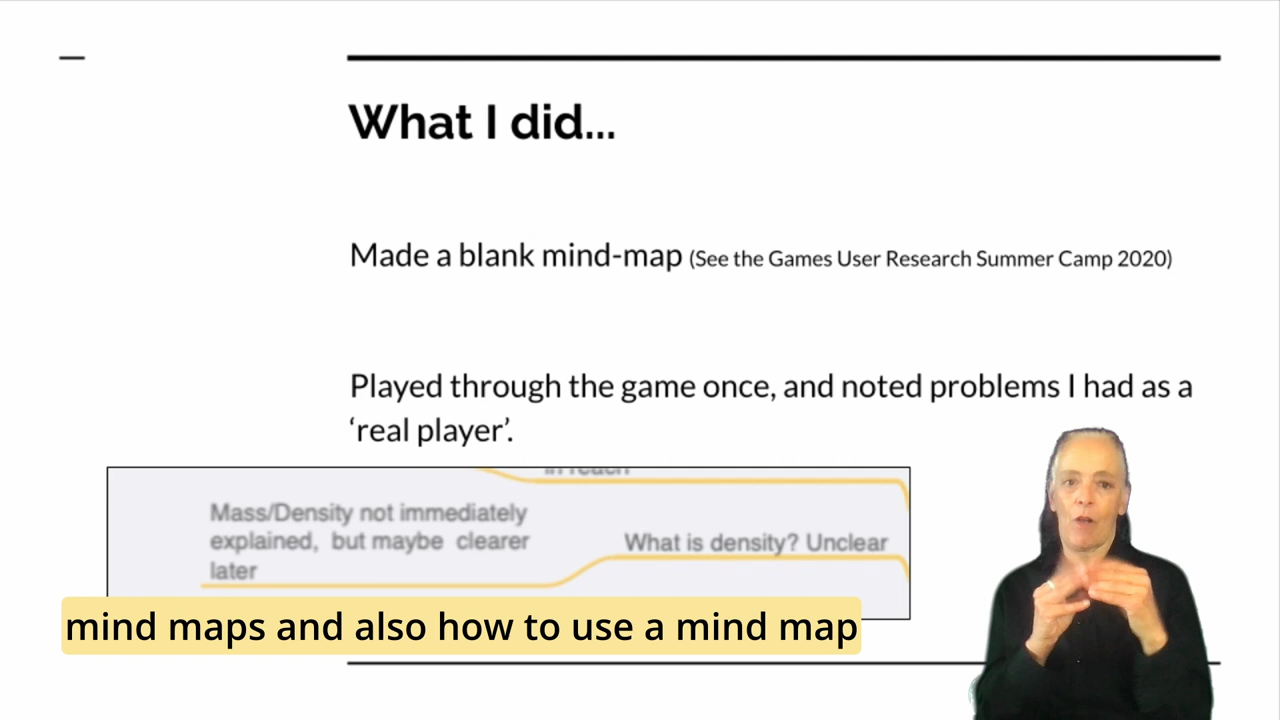 What I did...
Made a blank mind-map (See the Games User Research Summer Camp 2020)
Played through the game once, and noted problems I had as a
‘real player’.
in reach
Mass/Density not immediately
explained, but maybe clearer
later
What is density? Unclear
mind maps and also how to use a mind map